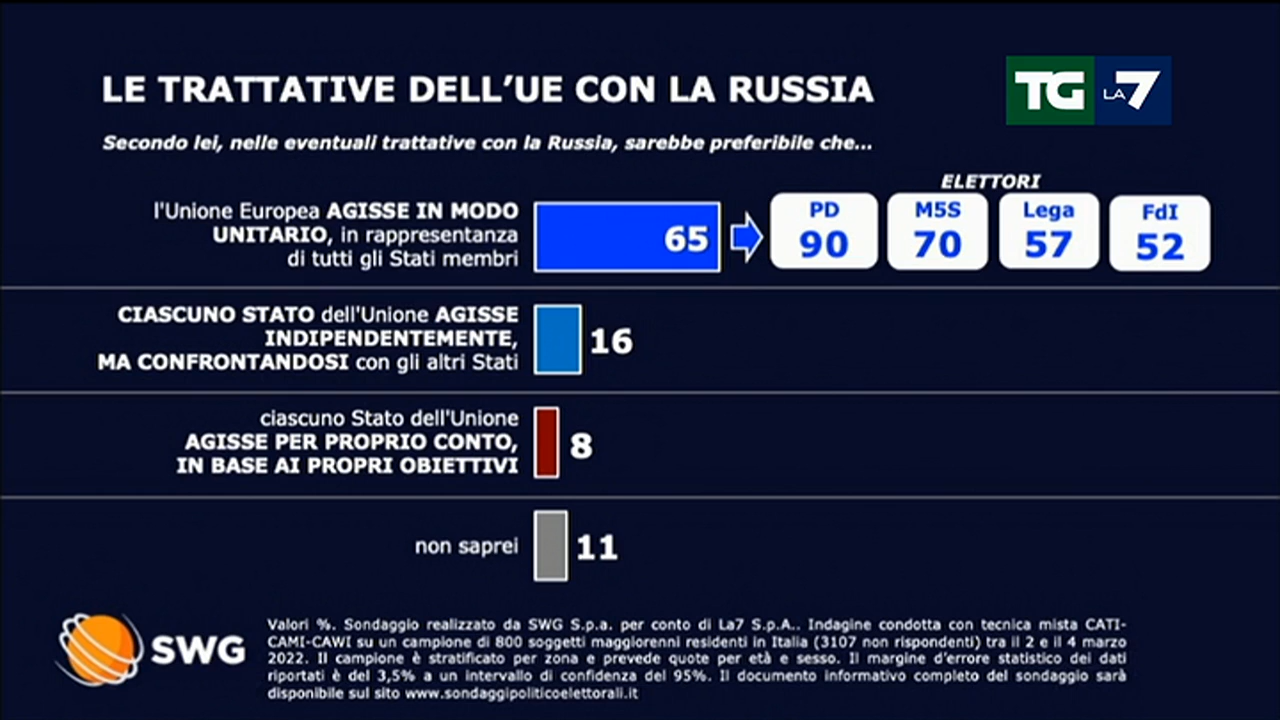 LE TRATTATIVE DELL'UE CON LA RUSSIA
TG LA7
Secondo lei, nelle eventuali trattative con la Russia, sarebbe preferibile che...
ELETTORI
l'Unione Europea AGISSE IN MODO
UNITARIO, in rappresentanza
di tutti gli Stati membri
65
PD
90
M5S
70
Lega
57
FdI
52
CIASCUNO STATO dell'Unione AGISSE
INDIPENDENTEMENTE,
MA CONFRONTANDOSI con gli altri Stati
16
ciascuno Stato dell'Unione
AGISSE PER PROPRIO CONTO,
IN BASE AI PROPRI OBIETTIVI
8
non saprei
11
SWG
Valori %. Sondaggio realizzato da SWG S.p.a. per conto di La7 S.p.A.. Indagine condotta con tecnica mista CATI-
CAMI-CAWI su un campione di 800 soggetti maggiorenni residenti in Italia (3107 non rispondenti) tra il 2 e il 4 marzo
2022. Il campione è stratificato per zona e prevede quote per età e sesso. Il margine d'errore statistico dei dati
riportati è del 3,5% a un intervallo di confidenza del 95%. Il documento informativo completo del sondaggio sarà
disponibile sul sito www.sondaggipoliticoelettorali.it